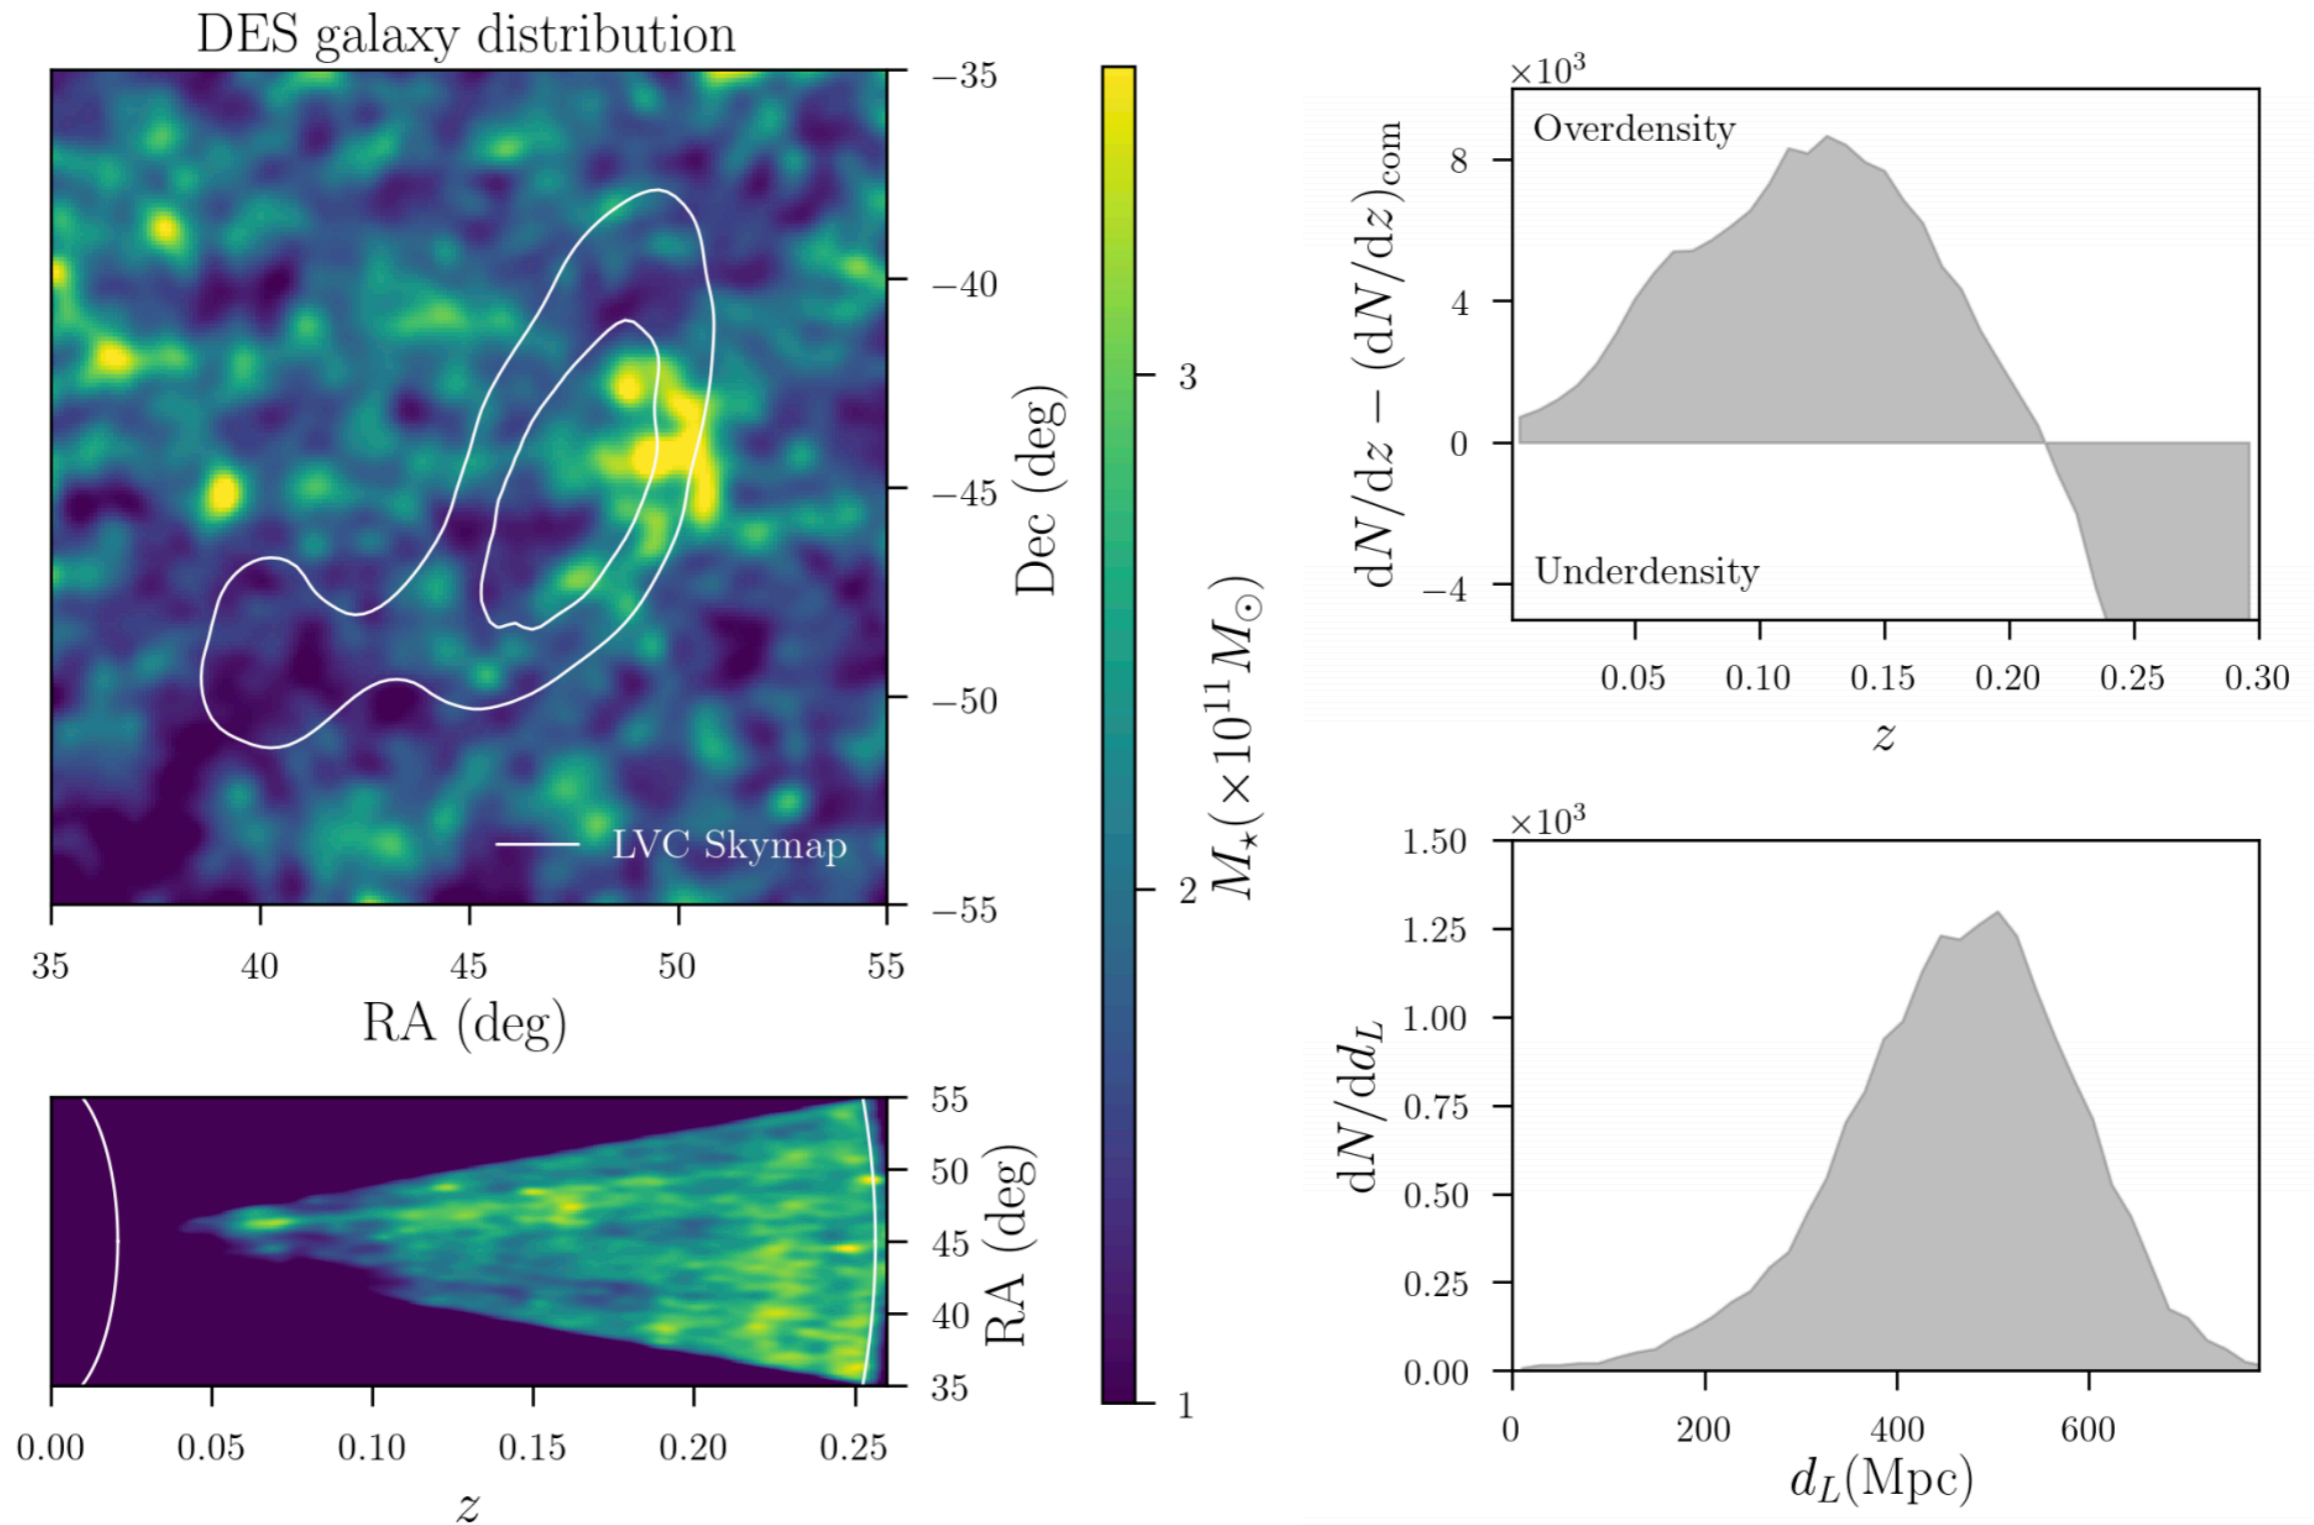 DES galaxy distribution
−35
−40
−45
−50
−55
Dec (deg)
LVC Skymap
35 40 45 50 55
RA (deg)
55
50
45
40
35
RA (deg)
0.00 0.05 0.10 0.15 0.20 0.25
z
3
2
1
M⋆(×10¹¹M⊙)
×10³
Overdensity
Underdensity
8
4
0
−4
dN/dz − (dN/dz)com
0.05 0.10 0.15 0.20 0.25 0.30
z
×10³
1.50
1.25
1.00
0.75
0.50
0.25
0.00
dN/ddL
0 200 400 600
dL(Mpc)